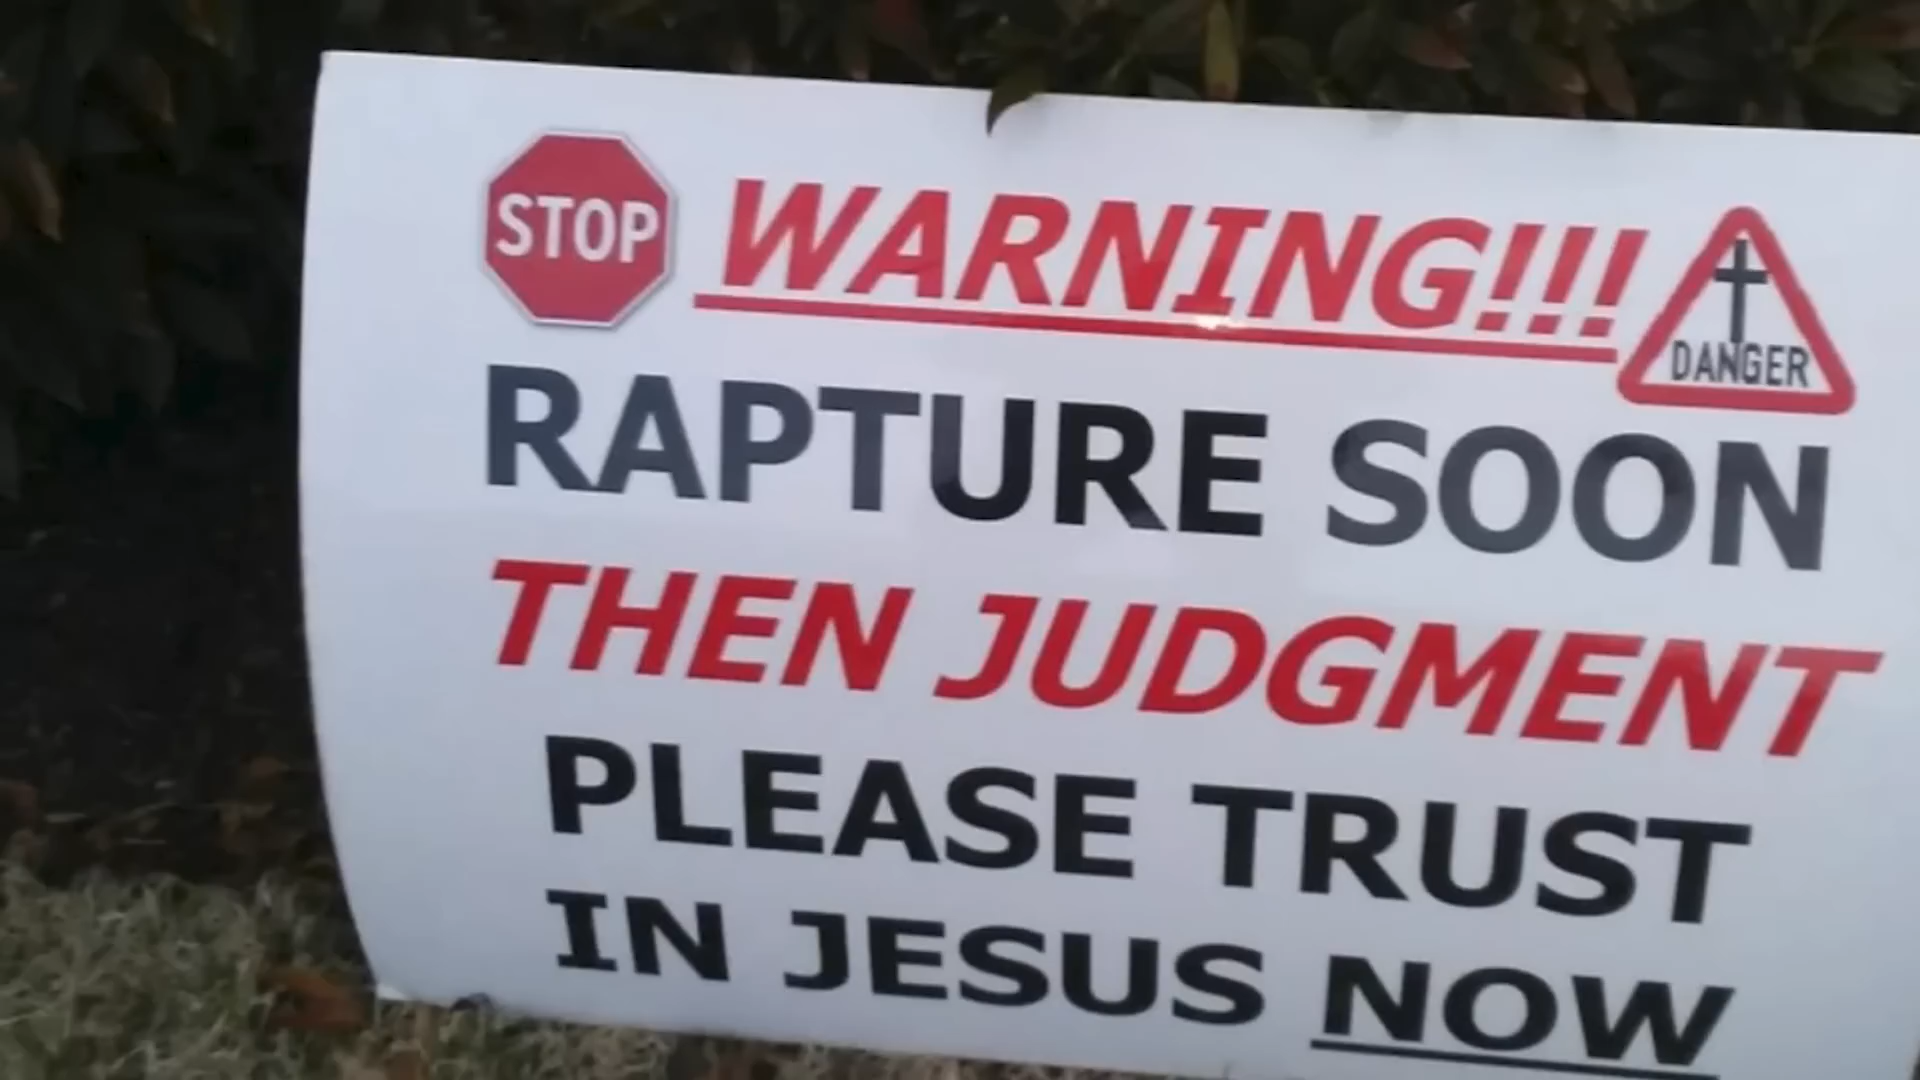 STOP WARNING!!! DANGER
RAPTURE SOON
THEN JUDGMENT
PLEASE TRUST
IN JESUS NOW